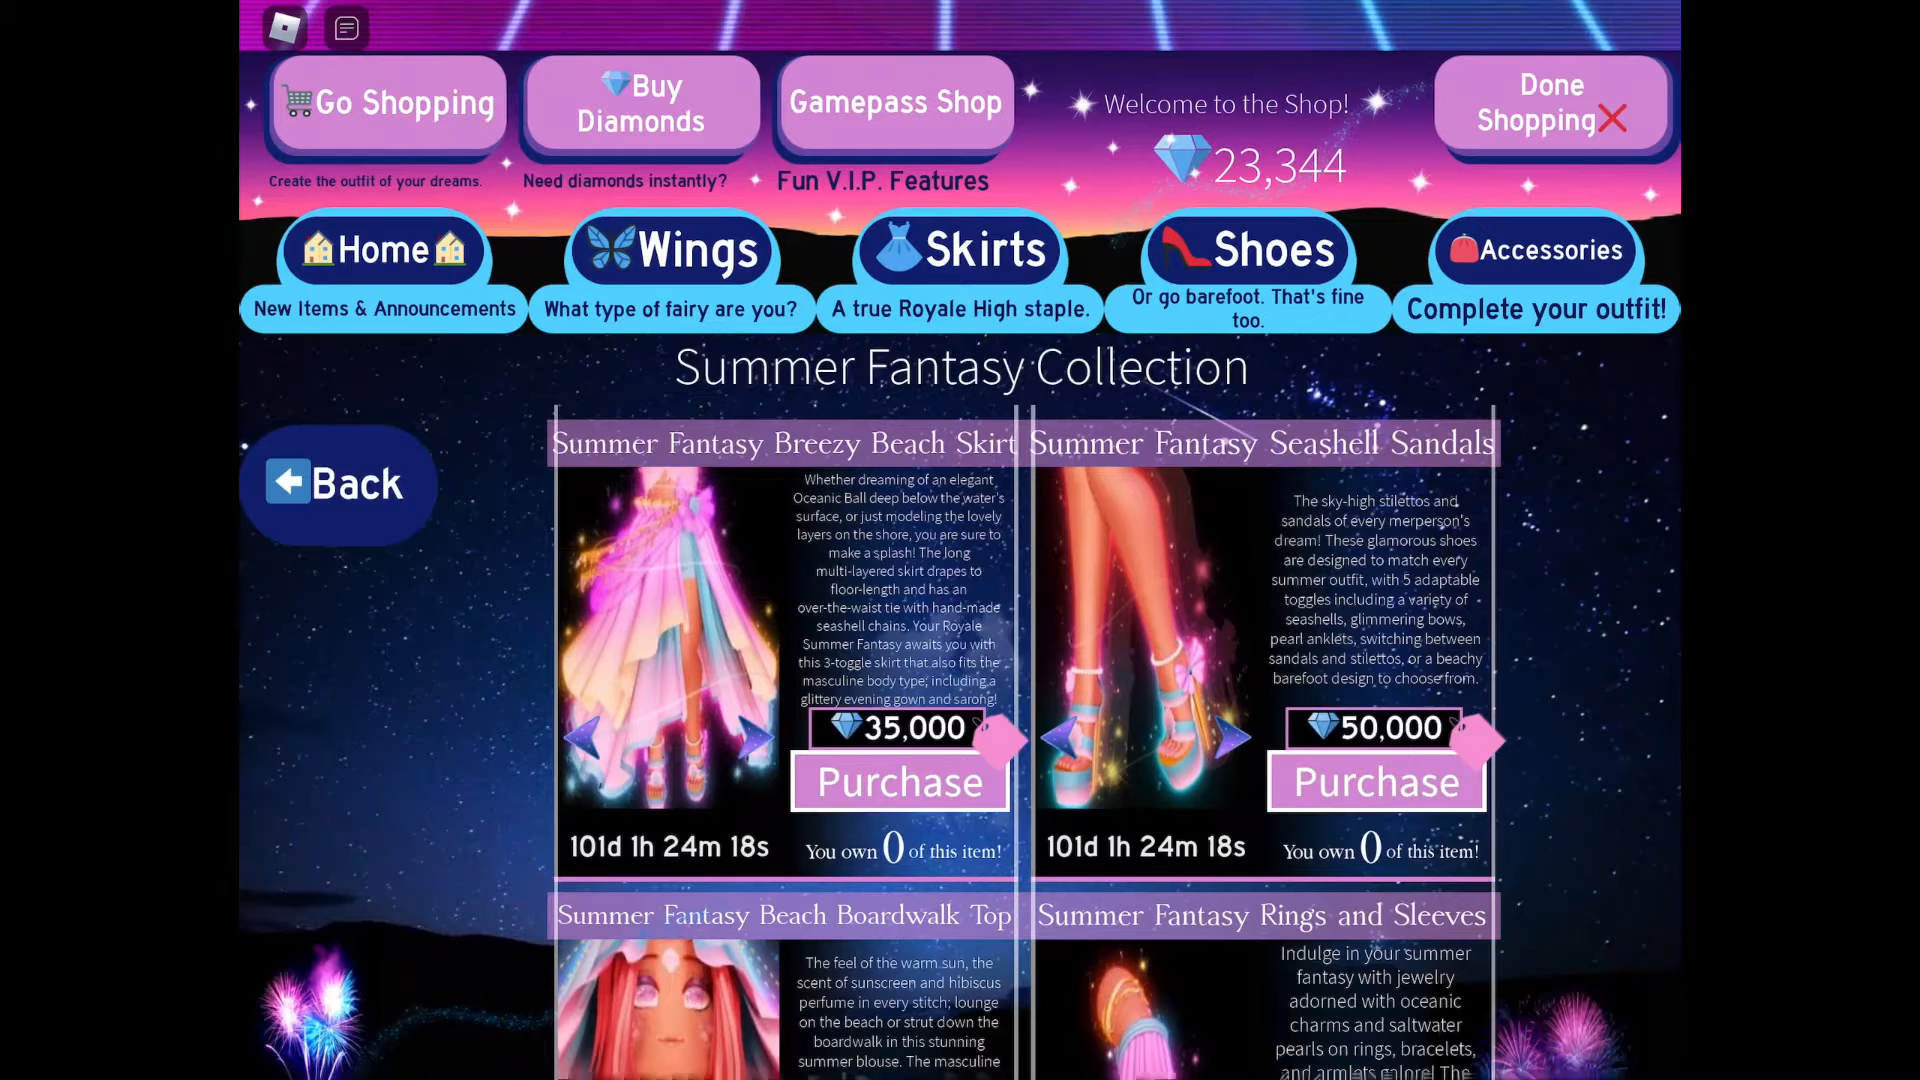 Go Shopping
Buy
Diamonds
Gamepass Shop
Welcome to the Shop!
23,344
Done
Shopping
Create the outfit of your dreams.
Need diamonds instantly?
Fun V.I.P. Features
Home
Wings
Skirts
Shoes
Accessories
New Items & Announcements
What type of fairy are you?
A true Royale High staple.
Or go barefoot. That's fine
too.
Complete your outfit!
Summer Fantasy Collection
Back
Summer Fantasy Breezy Beach Skirt
Whether dreaming of an elegant
Oceanic Ball deep below the water's
surface, or just modeling the lovely
layers on the shore, you are sure to
make a splash! The long
multi-layered skirt drapes to
floor-length and has an
over-the-waist tie with hand-made
seashell chains. Your Royale
Summer Fantasy awaits you with
this 3-toggle skirt that also fits the
masculine body type; including a
glittery evening gown and sarong!
35,000
Purchase
101d 1h 24m 18s
You own 0 of this item!
Summer Fantasy Seashell Sandals
The sky-high stilettos and
sandals of every merperson's
dream! These glamorous shoes
are designed to match every
summer outfit, with 5 adaptable
toggles including a variety of
seashells, glimmering bows,
pearl anklets, switching between
sandals and stilettos, or a beachy
barefoot design to choose from.
50,000
Purchase
101d 1h 24m 18s
You own 0 of this item!
Summer Fantasy Beach Boardwalk Top
The feel of the warm sun, the
scent of sunscreen and hibiscus
perfume in every stitch; lounge
on the beach or strut down the
boardwalk in this stunning
summer blouse. The masculine
Summer Fantasy Rings and Sleeves
Indulge in your summer
fantasy with jewelry
adorned with oceanic
charms and saltwater
pearls on rings, bracelets,
and armlets galore! The